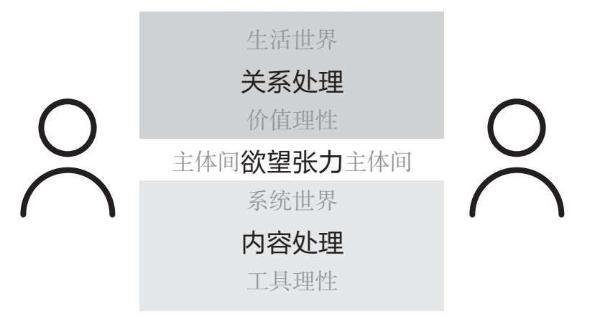 生活世界
关系处理
价值理性
主体间欲望张力主体间
系统世界
内容处理
工具理性